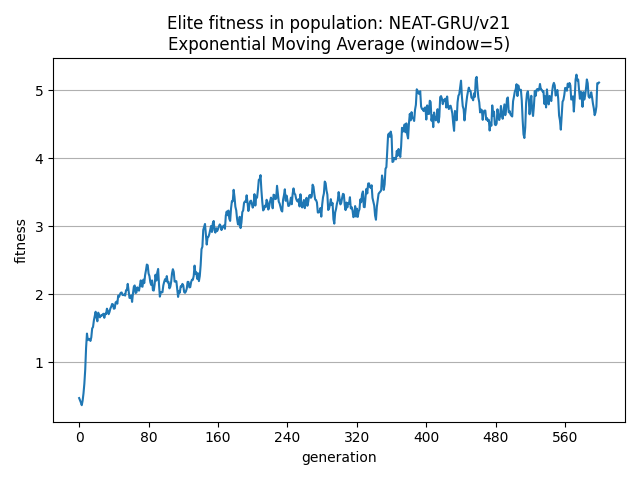 Elite fitness in population: NEAT-GRU/v21
Exponential Moving Average (window=5)
5
4
3
2
1
fitness
0 80 160 240 320 400 480 560
generation